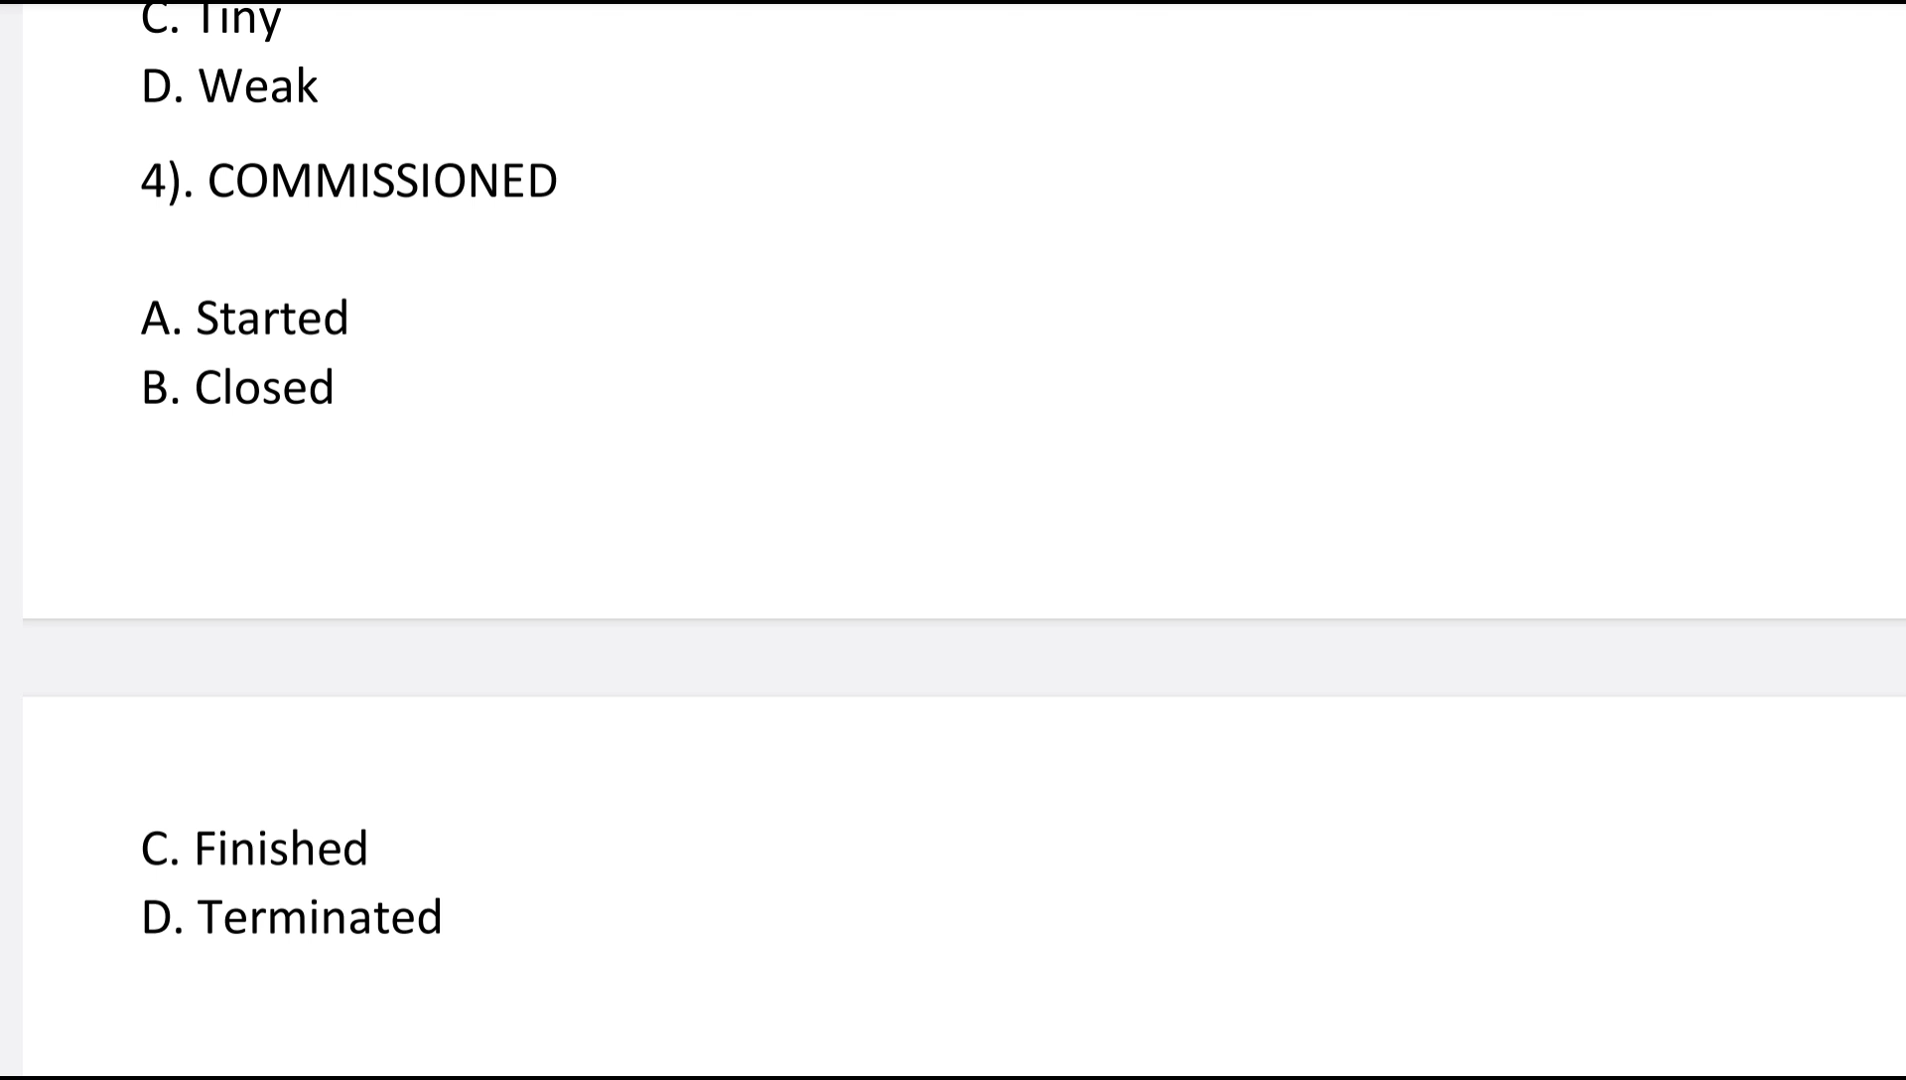 C. Tiny
D. Weak
4). COMMISSIONED
A. Started
B. Closed
C. Finished
D. Terminated